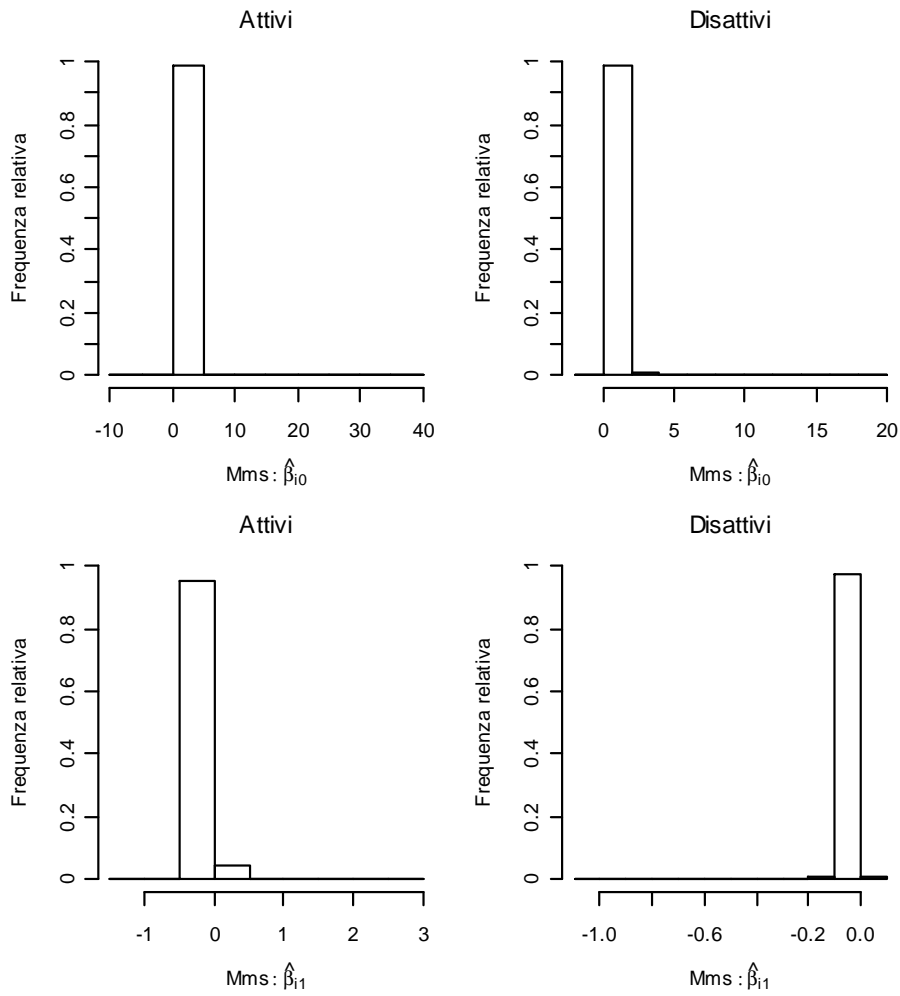 Attivi
Frequenza relativa
0 0.2 0.4 0.6 0.8 1
-10 0 10 20 30 40
Mms : β̂i0
Disattivi
Frequenza relativa
0 0.2 0.4 0.6 0.8 1
0 5 10 15 20
Mms : β̂i0
Attivi
Frequenza relativa
0 0.2 0.4 0.6 0.8 1
-1 0 1 2 3
Mms : β̂i1
Disattivi
Frequenza relativa
0 0.2 0.4 0.6 0.8 1
-1.0 -0.6 -0.2 0.0
Mms : β̂i1